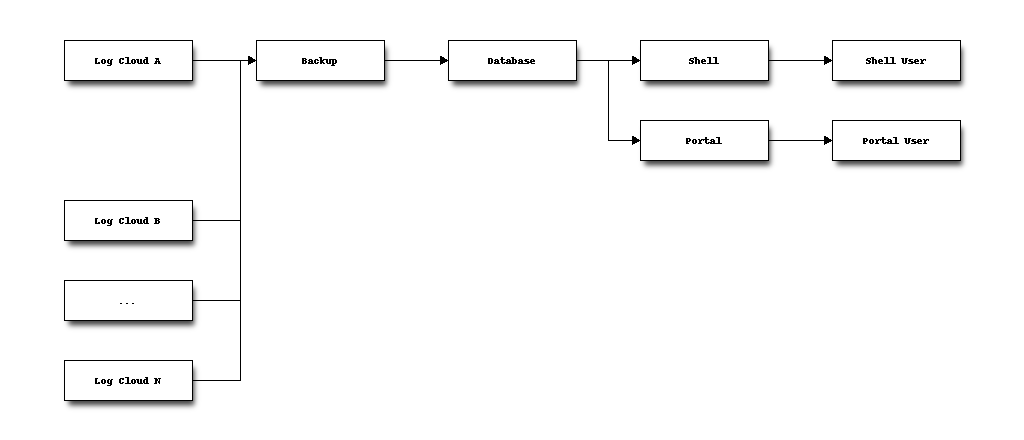 Log Cloud A
Backup
Database
Shell
Shell User
Portal
Portal User
Log Cloud B
...
Log Cloud N